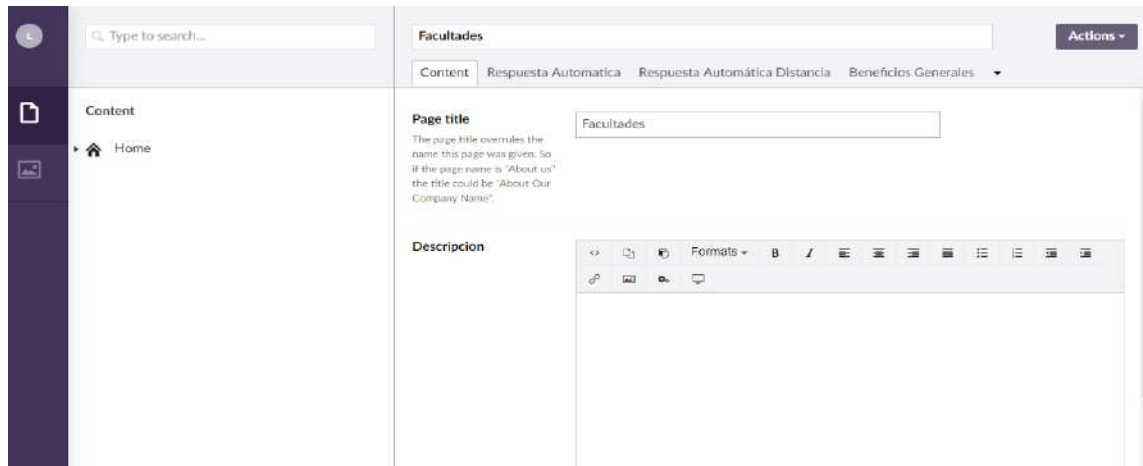 L
Type to search...
Facultades
Actions
Content
Respuesta Automatica
Respuesta Automática Distancia
Beneficios Generales
Content
Home
Page title
The page title overrules the
name this page was given. So
if the page name is "About us"
the title could be "About Our
Company Name".
Facultades
Descripcion
Formats
B
I